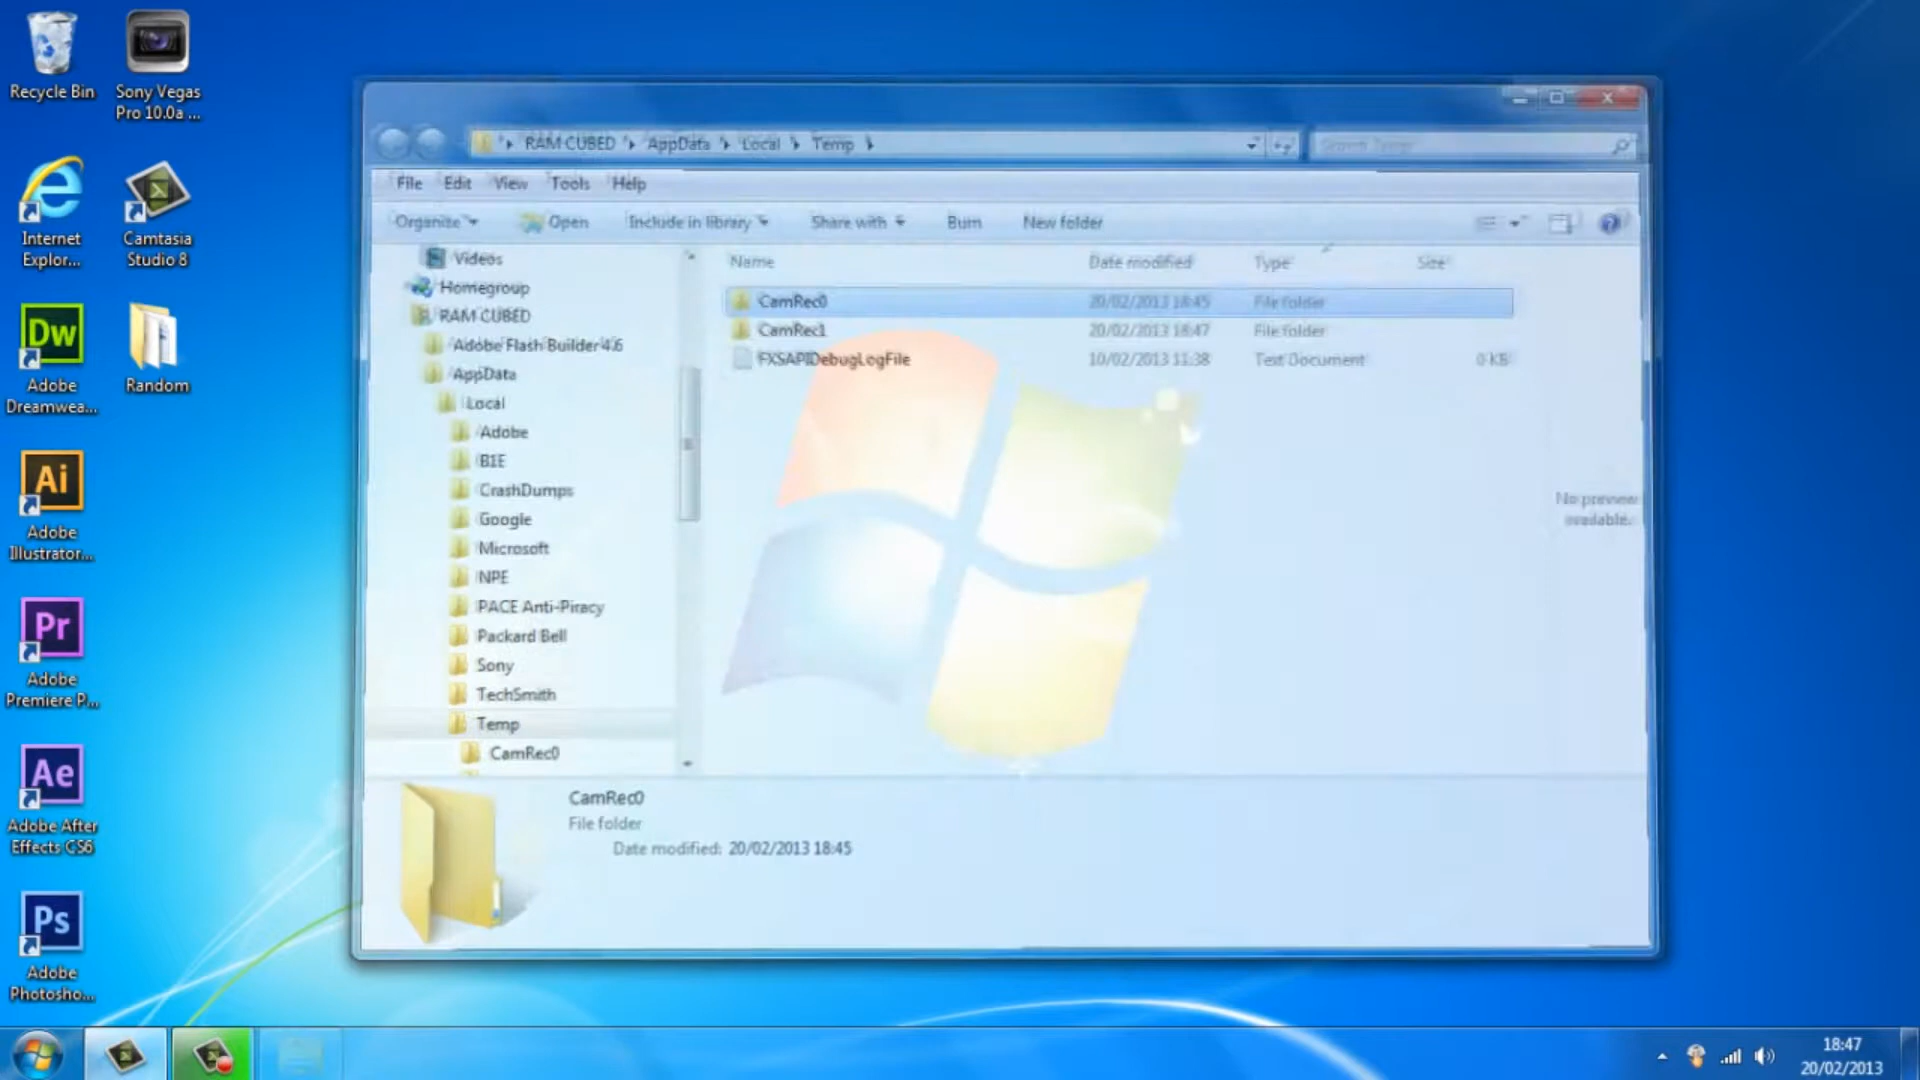 Recycle Bin
Sony Vegas
Pro 10.0a ...
Internet
Explor...
Camtasia
Studio 8
Dw
Adobe
Dreamwea...
Random
Ai
Adobe
Illustrator...
Pr
Adobe
Premiere P...
Ae
Adobe After
Effects CS6
Ps
Adobe
Photosho...
RAM CUBED AppData Local Temp
Search Temp
File Edit View Tools Help
Organize Open Include in library Share with Burn New folder
Videos
Homegroup
RAM CUBED
Adobe Flash Builder 4.6
AppData
Local
Adobe
B1E
CrashDumps
Google
Microsoft
NPE
PACE Anti-Piracy
Packard Bell
Sony
TechSmith
Temp
CamRec0
Name Date modified Type Size
CamRec0 20/02/2013 18:45 File folder
CamRec1 20/02/2013 18:47 File folder
FXSAPIDebugLogFile 10/02/2013 11:38 Text Document 0 KB
No preview
available.
CamRec0
File folder
Date modified: 20/02/2013 18:45
18:47
20/02/2013